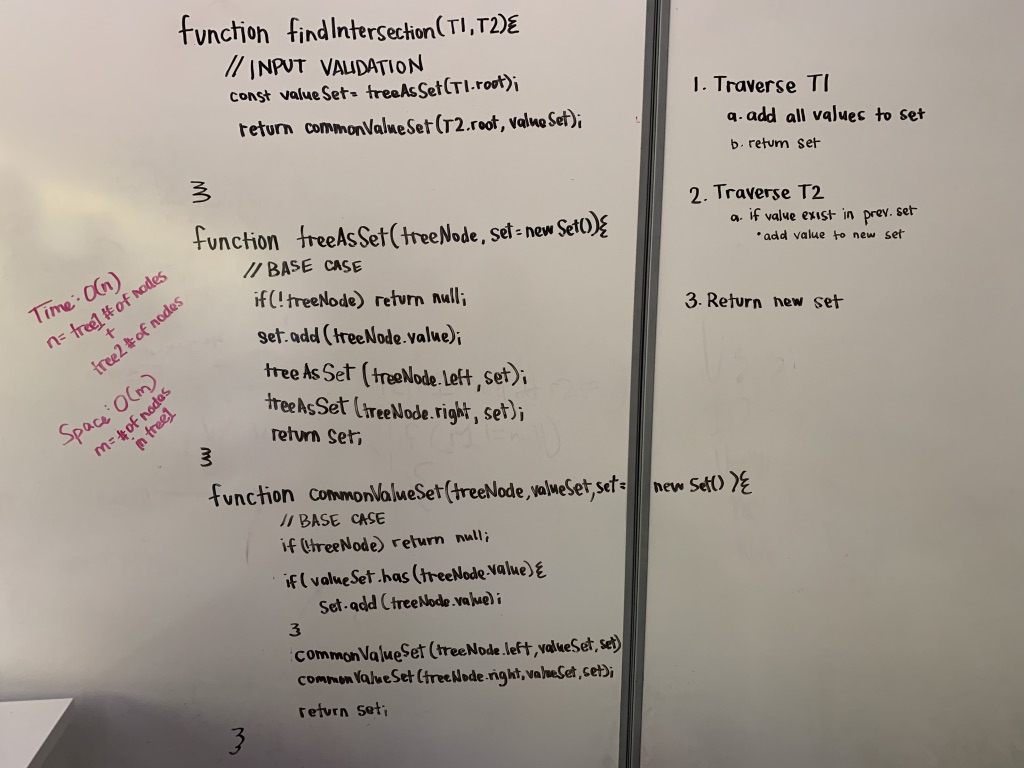 function findIntersection(T1,T2){
// INPUT VALIDATION
const valueSet= treeAsSet(T1.root);
return commonValueSet(T2.root, valueSet);
}
function treeAsSet(treeNode, set=new Set()){
// BASE CASE
if(!treeNode) return null;
set.add(treeNode.value);
treeAsSet(treeNode.left,set);
treeAsSet(treeNode.right, set);
return set;
}
function commonValueSet(treeNode,valueSet,set= new Set()){
// BASE CASE
if(!treeNode) return null;
if(valueSet.has(treeNode.value){
set.add(treeNode.value);
}
commonValueSet(treeNode.left,valueSet,set)
commonValueSet(treeNode.right,valueSet,set);
return set;
}
Time: O(n)
n= tree1 # of nodes
+
tree2 # of nodes
Space: O(m)
m= # of nodes
in tree1
1. Traverse T1
a. add all values to set
b. return set
2. Traverse T2
a. if value exist in prev. set
• add value to new set
3. Return new set